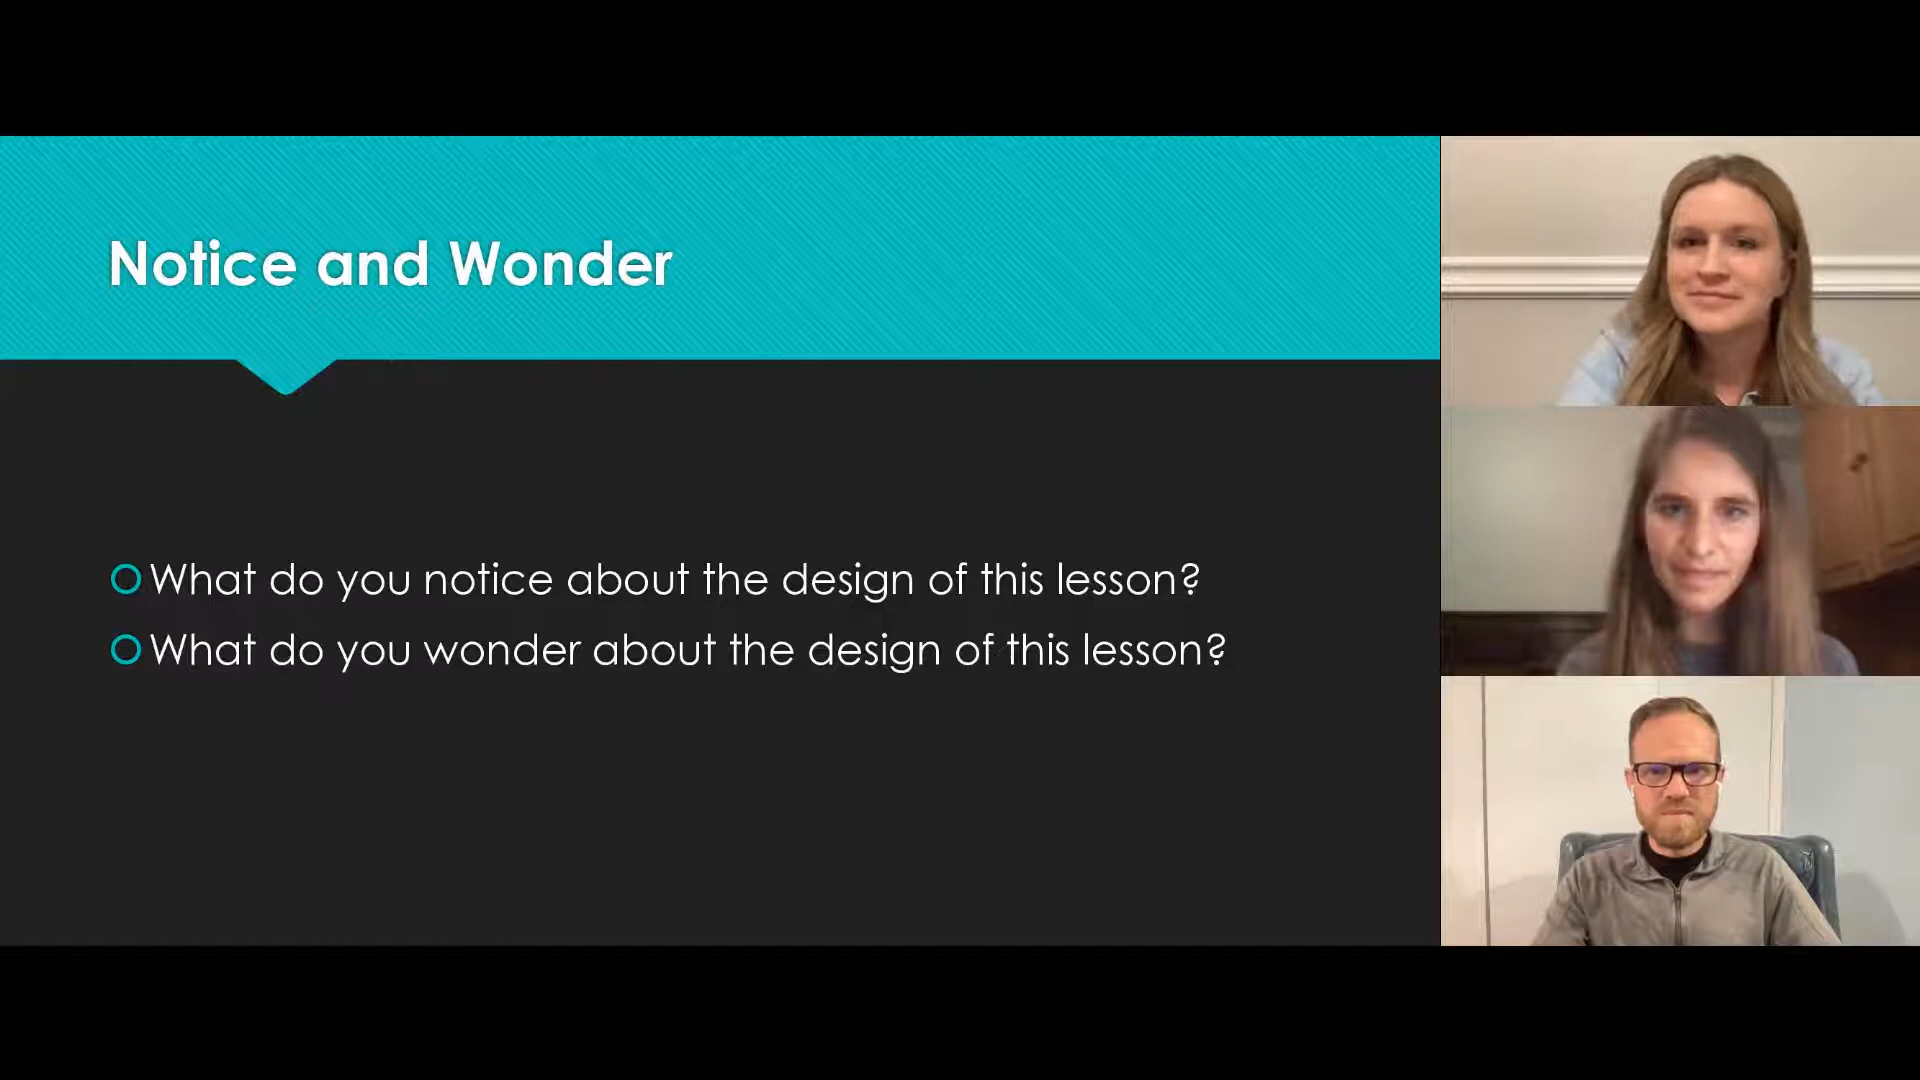 Notice and Wonder
What do you notice about the design of this lesson?
What do you wonder about the design of this lesson?